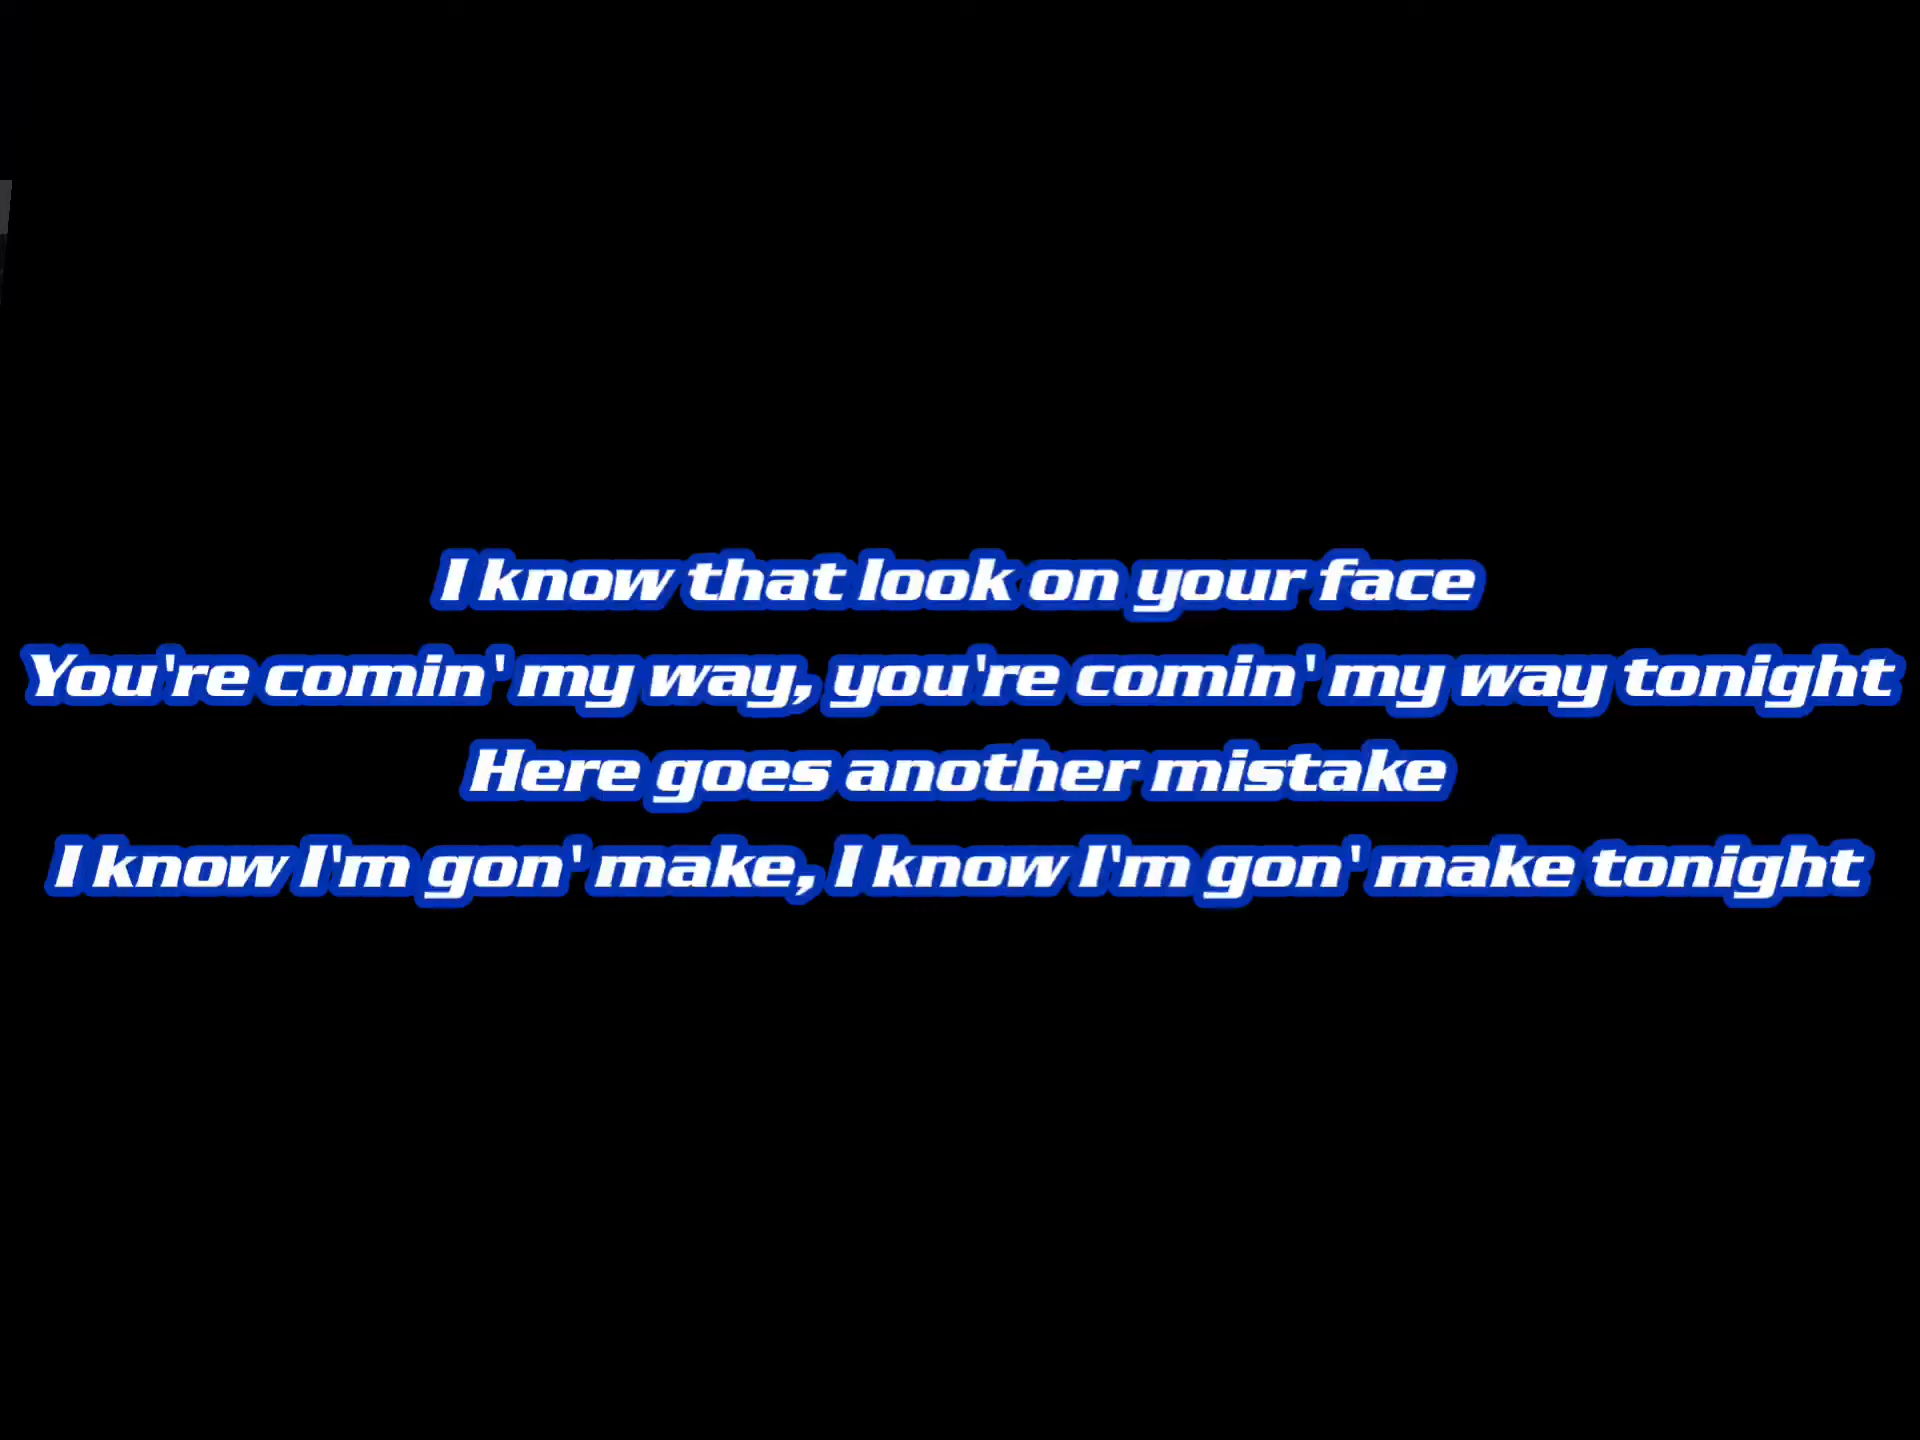 I know that look on your face
You're comin' my way, you're comin' my way tonight
Here goes another mistake
I know I'm gon' make, I know I'm gon' make tonight